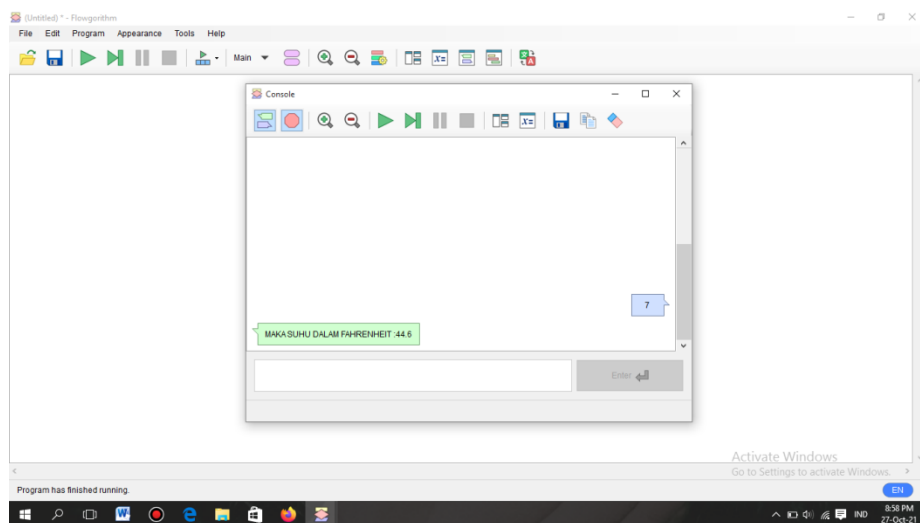 (Untitled) * - Flowgorithm
File Edit Program Appearance Tools Help
Main
X=
Console
X=
7
MAKA SUHU DALAM FAHRENHEIT :44.6
Enter
Activate Windows
Go to Settings to activate Windows.
Program has finished running.
EN
W
IND
8:58 PM
27-Oct-21